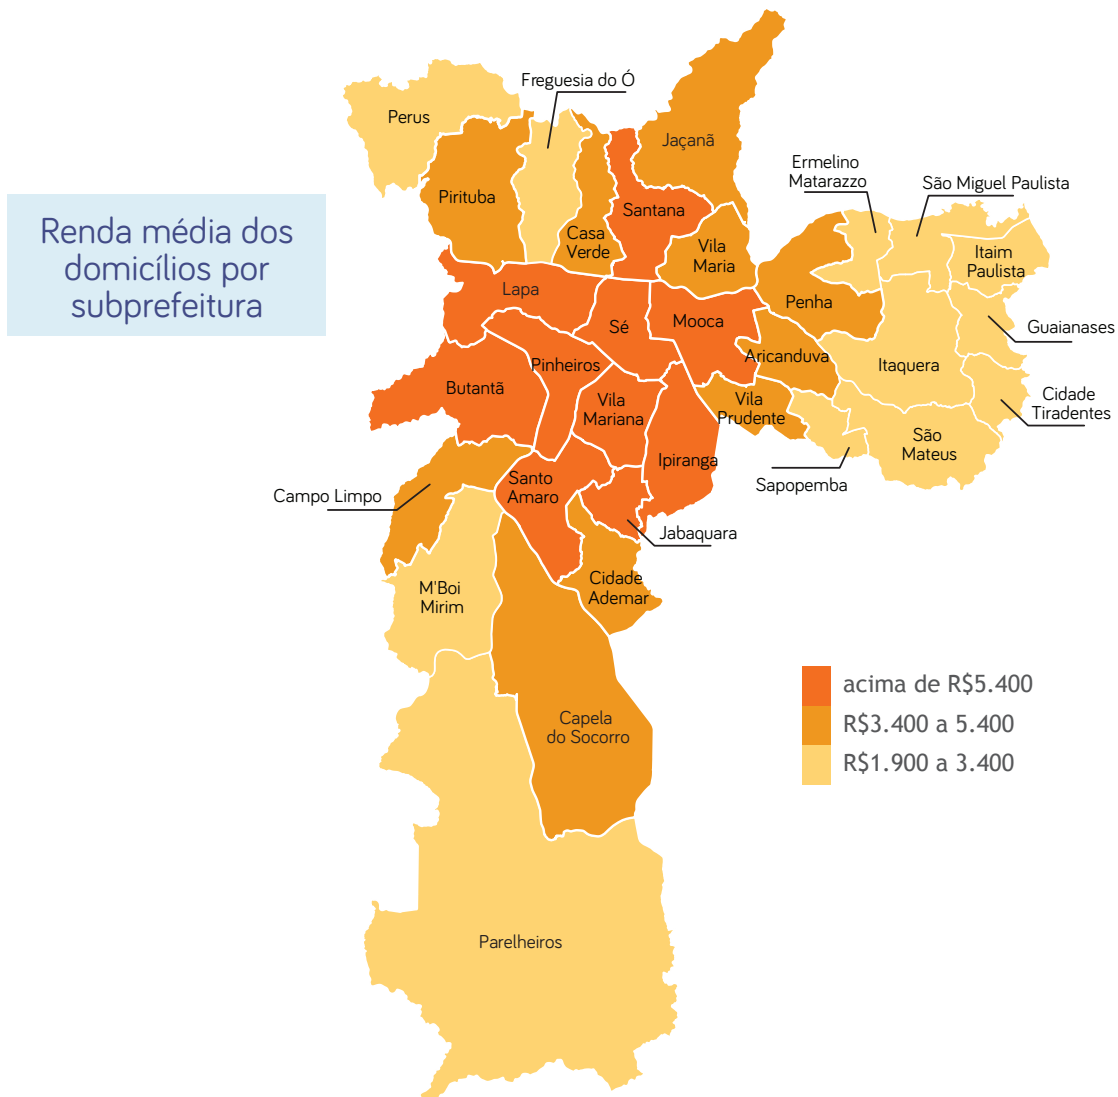 Renda média dos
domicílios por
subprefeitura
Perus
Freguesia do Ó
Jaçanã
Pirituba
Ermelino
Matarazzo
São Miguel Paulista
Santana
Casa
Verde
Vila
Maria
Itaim
Paulista
Lapa
Penha
Sé
Mooca
Guaianases
Aricanduva
Pinheiros
Itaquera
Butantã
Vila
Mariana
Vila
Prudente
Cidade
Tiradentes
São
Mateus
Ipiranga
Santo
Amaro
Sapopemba
Campo Limpo
Jabaquara
M'Boi
Mirim
Cidade
Ademar
Capela
do Socorro
acima de R$5.400
R$3.400 a 5.400
R$1.900 a 3.400
Parelheiros